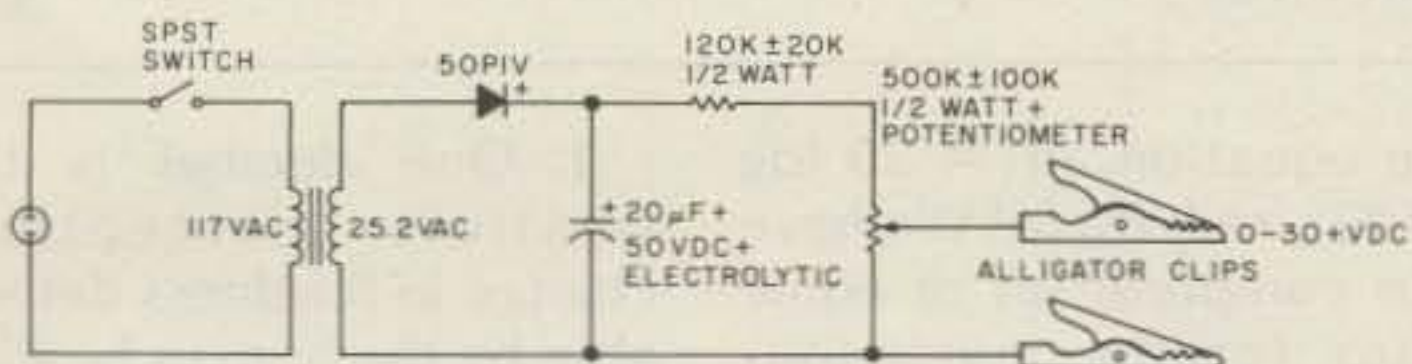 SPST
SWITCH
50PIV
+
120K±20K
1/2 WATT
500K±100K
1/2 WATT +
POTENTIOMETER
117VAC
25.2VAC
+20µF+
50VDC+
ELECTROLYTIC
0-30+VDC
ALLIGATOR CLIPS